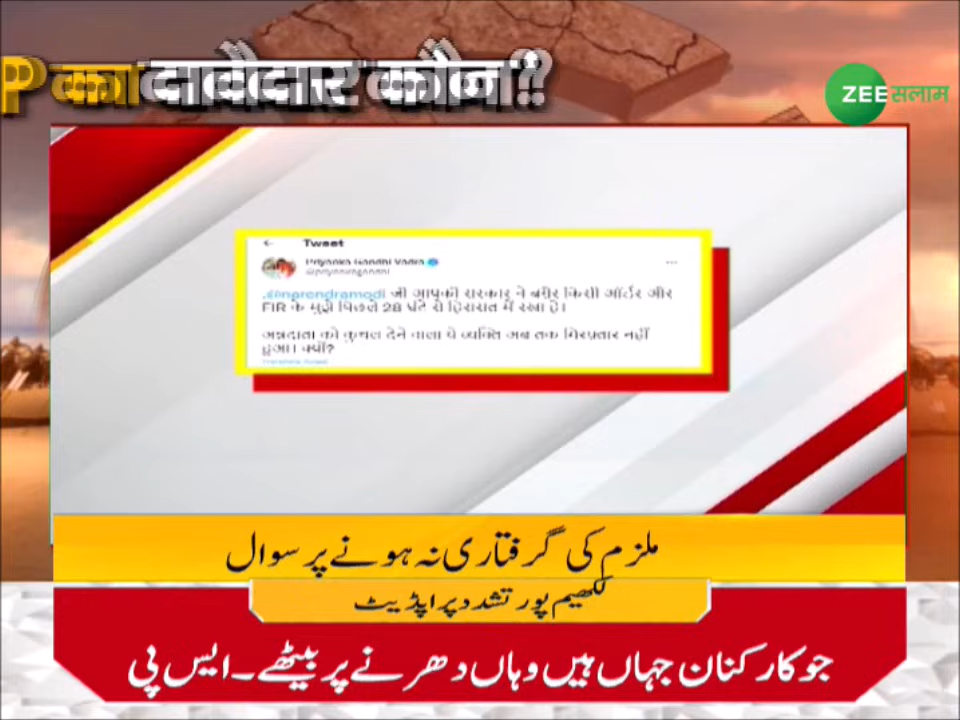 P का दावेदार कौन?
ZEE सलाम
Tweet
Priyanka Gandhi Vadra
@priyankagandhi
.@narendramodi जी आपकी सरकार ने बग़ैर किसी ऑर्डर और
FIR के मुझे पिछले 28 घंटे से हिरासत में रखा है।
अन्नदाता को कुचल देने वाला ये व्यक्ति अब तक गिरफ़्तार नहीं
हुआ। क्यों?
ملزم کی گرفتاری نہ ہونے پر سوال
لکھیم پور تشدد پر اپڈیٹ
جو کارکنان جہاں ہیں وہاں دھرنے پر بیٹھے۔ ایس پی